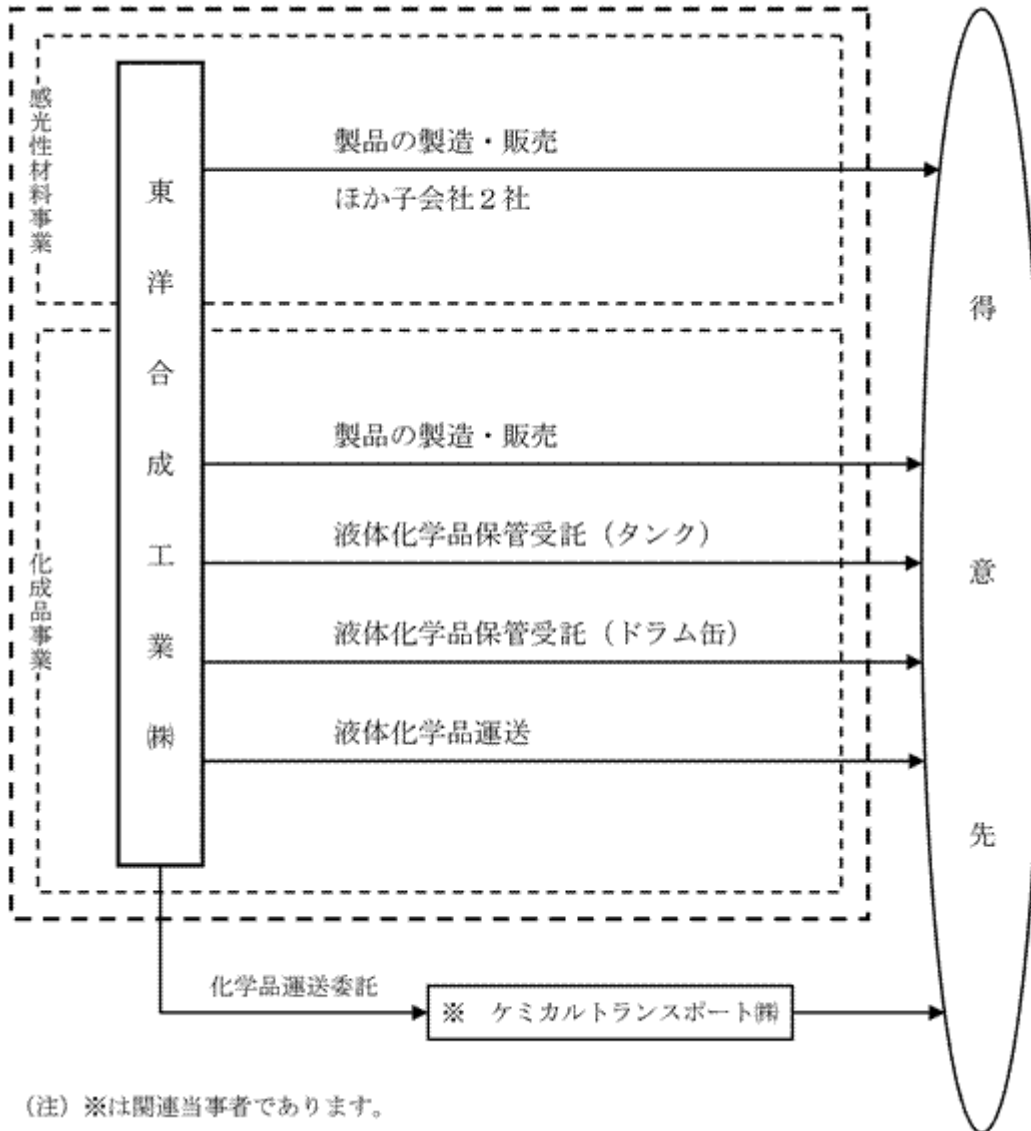 感光性材料事業
東洋合成工業㈱
製品の製造・販売
ほか子会社２社
化成品事業
製品の製造・販売
液体化学品保管受託（タンク）
液体化学品保管受託（ドラム缶）
液体化学品運送
得意先
化学品運送委託
※　ケミカルトランスポート㈱
（注）※は関連当事者であります。